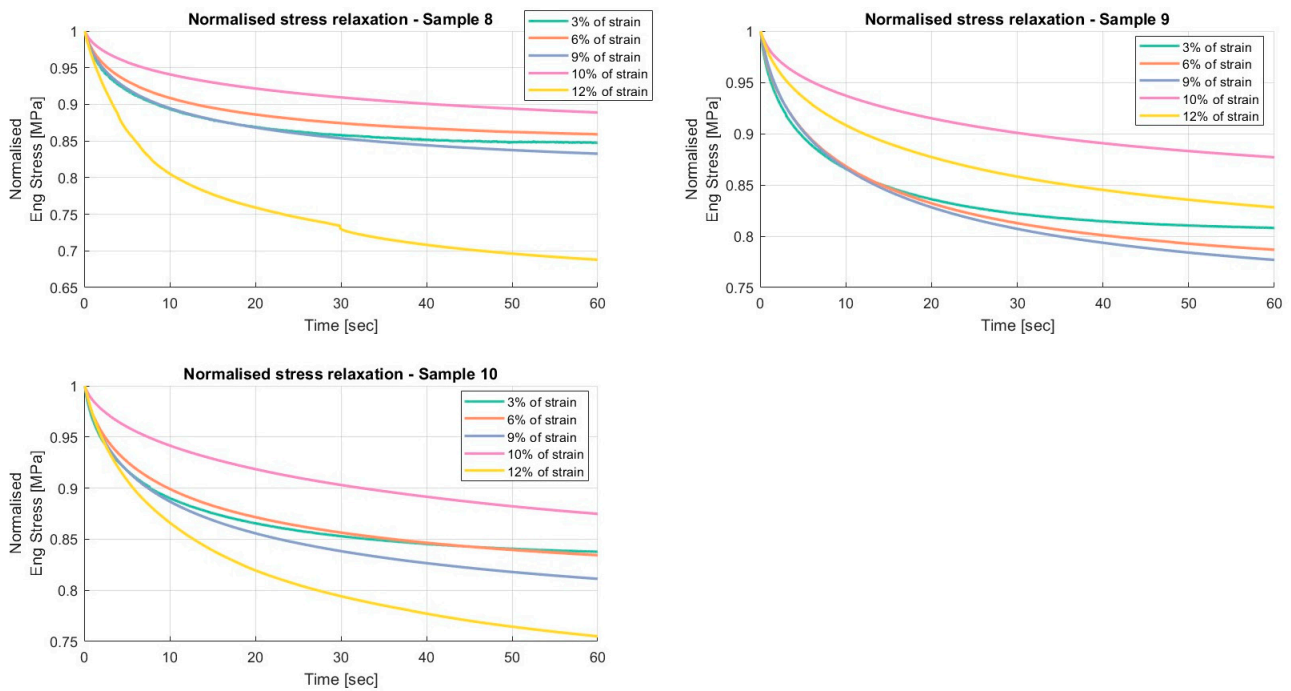 Normalised stress relaxation - Sample 8
Normalised
Eng Stress [MPa]
1
0.95
0.9
0.85
0.8
0.75
0.7
0.65
0 10 20 30 40 50 60
Time [sec]
3% of strain
6% of strain
9% of strain
10% of strain
12% of strain
Normalised stress relaxation - Sample 9
Normalised
Eng Stress [MPa]
1
0.95
0.9
0.85
0.8
0.75
0 10 20 30 40 50 60
Time [sec]
3% of strain
6% of strain
9% of strain
10% of strain
12% of strain
Normalised stress relaxation - Sample 10
Normalised
Eng Stress [MPa]
1
0.95
0.9
0.85
0.8
0.75
0 10 20 30 40 50 60
Time [sec]
3% of strain
6% of strain
9% of strain
10% of strain
12% of strain